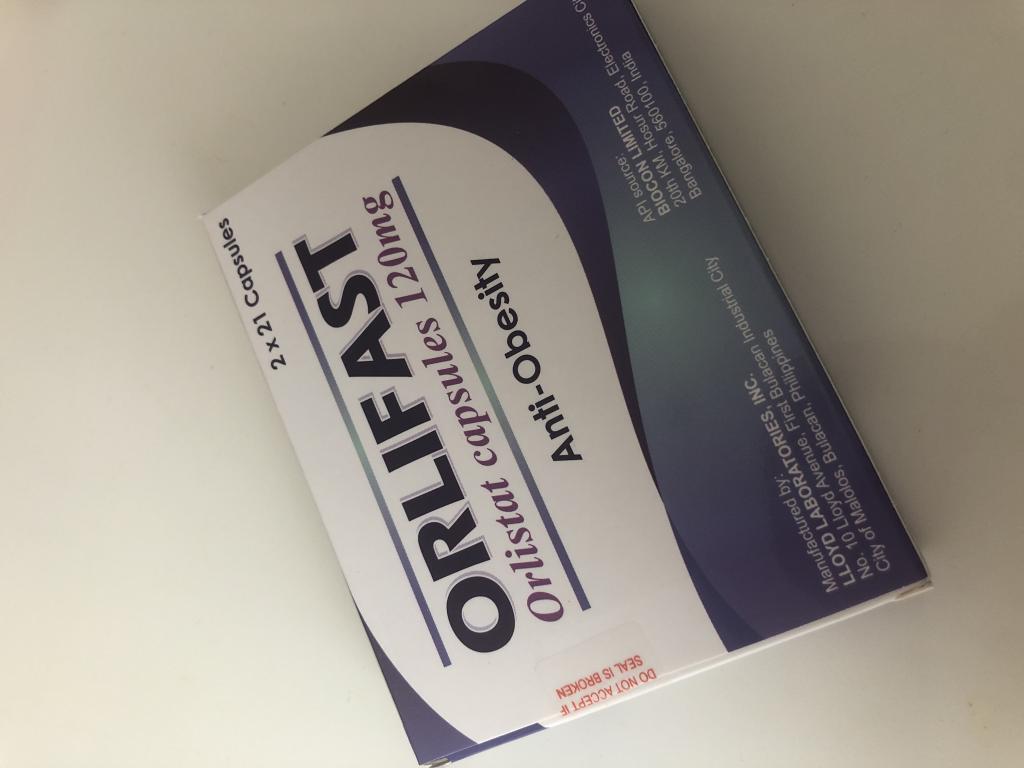 2 x 21 Capsules
ORLIFAST
Orlistat capsules 120mg
Anti-Obesity
Manufactured by:
LLOYD LABORATORIES, INC.
No. 10 Lloyd Avenue, First Bulacan Industrial City
City of Malolos, Bulacan, Philippines
API source:
BIOCON LIMITED
20th KM, Hosur Road, Electronics
Bangalore, 560100, India
DO NOT ACCEPT IF
SEAL IS BROKEN